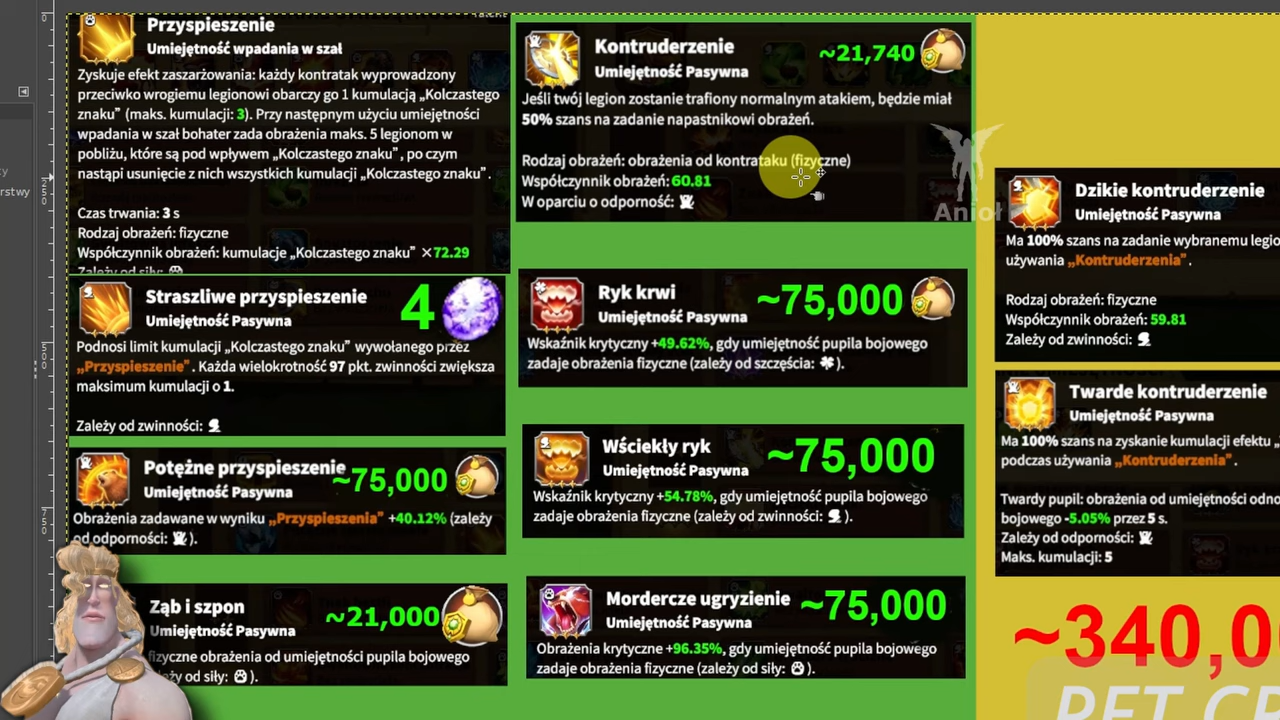 Przyspieszenie
Umiejętność wpadania w szał
Zyskuje efekt zaszarżowania: każdy kontratak wyprowadzony
przeciwko wrogiemu legionowi obarczy go 1 kumulacją „Kolczastego
znaku” (maks. kumulacji: 3). Przy następnym użyciu umiejętności
wpadania w szał bohater zada obrażenia maks. 5 legionom w
pobliżu, które są pod wpływem „Kolczastego znaku”, po czym
nastąpi usunięcie z nich wszystkich kumulacji „Kolczastego znaku”.
Czas trwania: 3 s
Rodzaj obrażeń: fizyczne
Współczynnik obrażeń: kumulacje „Kolczastego znaku” ×72.29
Zależy od siły:
Straszliwe przyspieszenie
Umiejętność Pasywna
4
Podnosi limit kumulacji „Kolczastego znaku” wywołanego przez
„Przyspieszenie”. Każda wielokrotność 97 pkt. zwinności zwiększa
maksimum kumulacji o 1.
Zależy od zwinności:
Potężne przyspieszenie
Umiejętność Pasywna
~75,000
Obrażenia zadawane w wyniku „Przyspieszenia” +40.12% (zależy
od odporności: ).
Ząb i szpon
Umiejętność Pasywna
~21,000
fizyczne obrażenia od umiejętności pupila bojowego
od siły: ).
Kontruderzenie
Umiejętność Pasywna
~21,740
Jeśli twój legion zostanie trafiony normalnym atakiem, będzie miał
50% szans na zadanie napastnikowi obrażeń.
Rodzaj obrażeń: obrażenia od kontrataku (fizyczne)
Współczynnik obrażeń: 60.81
W oparciu o odporność:
Ryk krwi
Umiejętność Pasywna
~75,000
Wskaźnik krytyczny +49.62%, gdy umiejętność pupila bojowego
zadaje obrażenia fizyczne (zależy od szczęścia: ).
Wściekły ryk
Umiejętność Pasywna
~75,000
Wskaźnik krytyczny +54.78%, gdy umiejętność pupila bojowego
zadaje obrażenia fizyczne (zależy od zwinności: ).
Mordercze ugryzienie
Umiejętność Pasywna
~75,000
Obrażenia krytyczne +96.35%, gdy umiejętność pupila bojowego
zadaje obrażenia fizyczne (zależy od siły: ).
Anioł
Dzikie kontruderzenie
Umiejętność Pasywna
Ma 100% szans na zadanie wybranemu legio
używania „Kontruderzenia”.
Rodzaj obrażeń: fizyczne
Współczynnik obrażeń: 59.81
Zależy od zwinności:
Twarde kontruderzenie
Umiejętność Pasywna
Ma 100% szans na zyskanie kumulacji efektu „
podczas używania „Kontruderzenia”.
Twardy pupil: obrażenia od umiejętności odno
bojowego -5.05% przez 5 s.
Zależy od odporności:
Maks. kumulacji: 5
~340,0